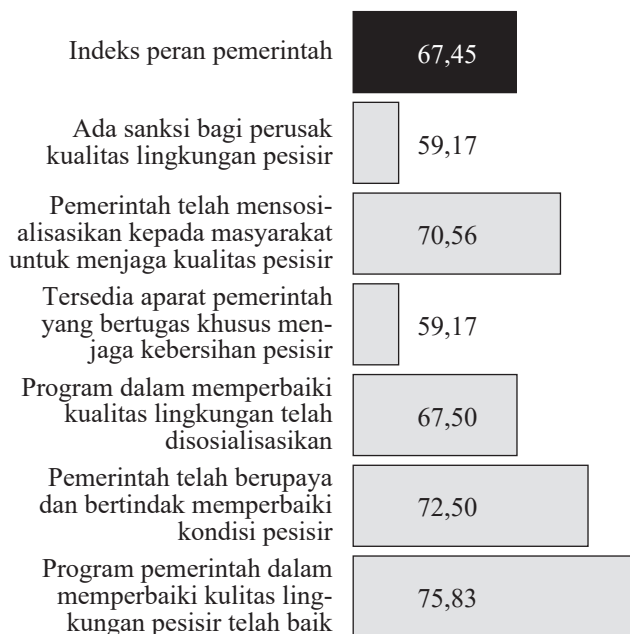 Indeks peran pemerintah
67,45
Ada sanksi bagi perusak
kualitas lingkungan pesisir
59,17
Pemerintah telah mensosi-
alisasikan kepada masyarakat
untuk menjaga kualitas pesisir
70,56
Tersedia aparat pemerintah
yang bertugas khusus men-
jaga kebersihan pesisir
59,17
Program dalam memperbaiki
kualitas lingkungan telah
disosialisasikan
67,50
Pemerintah telah berupaya
dan bertindak memperbaiki
kondisi pesisir
72,50
Program pemerintah dalam
memperbaiki kulitas ling-
kungan pesisir telah baik
75,83